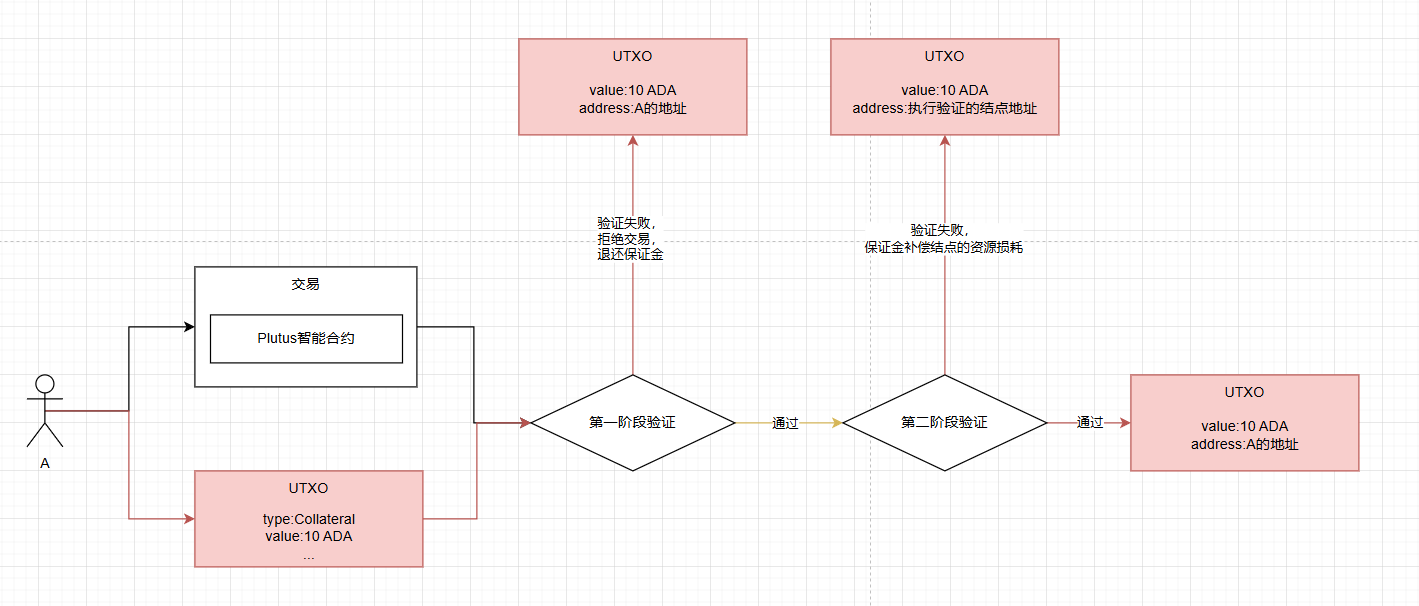 UTXO
value:10 ADA
address:A的地址
UTXO
value:10 ADA
address:执行验证的结点地址
验证失败，
拒绝交易，
退还保证金
验证失败，
保证金补偿结点的资源损耗
交易
Plutus智能合约
A
UTXO
type:Collateral
value:10 ADA
...
第一阶段验证
通过
第二阶段验证
通过
UTXO
value:10 ADA
address:A的地址